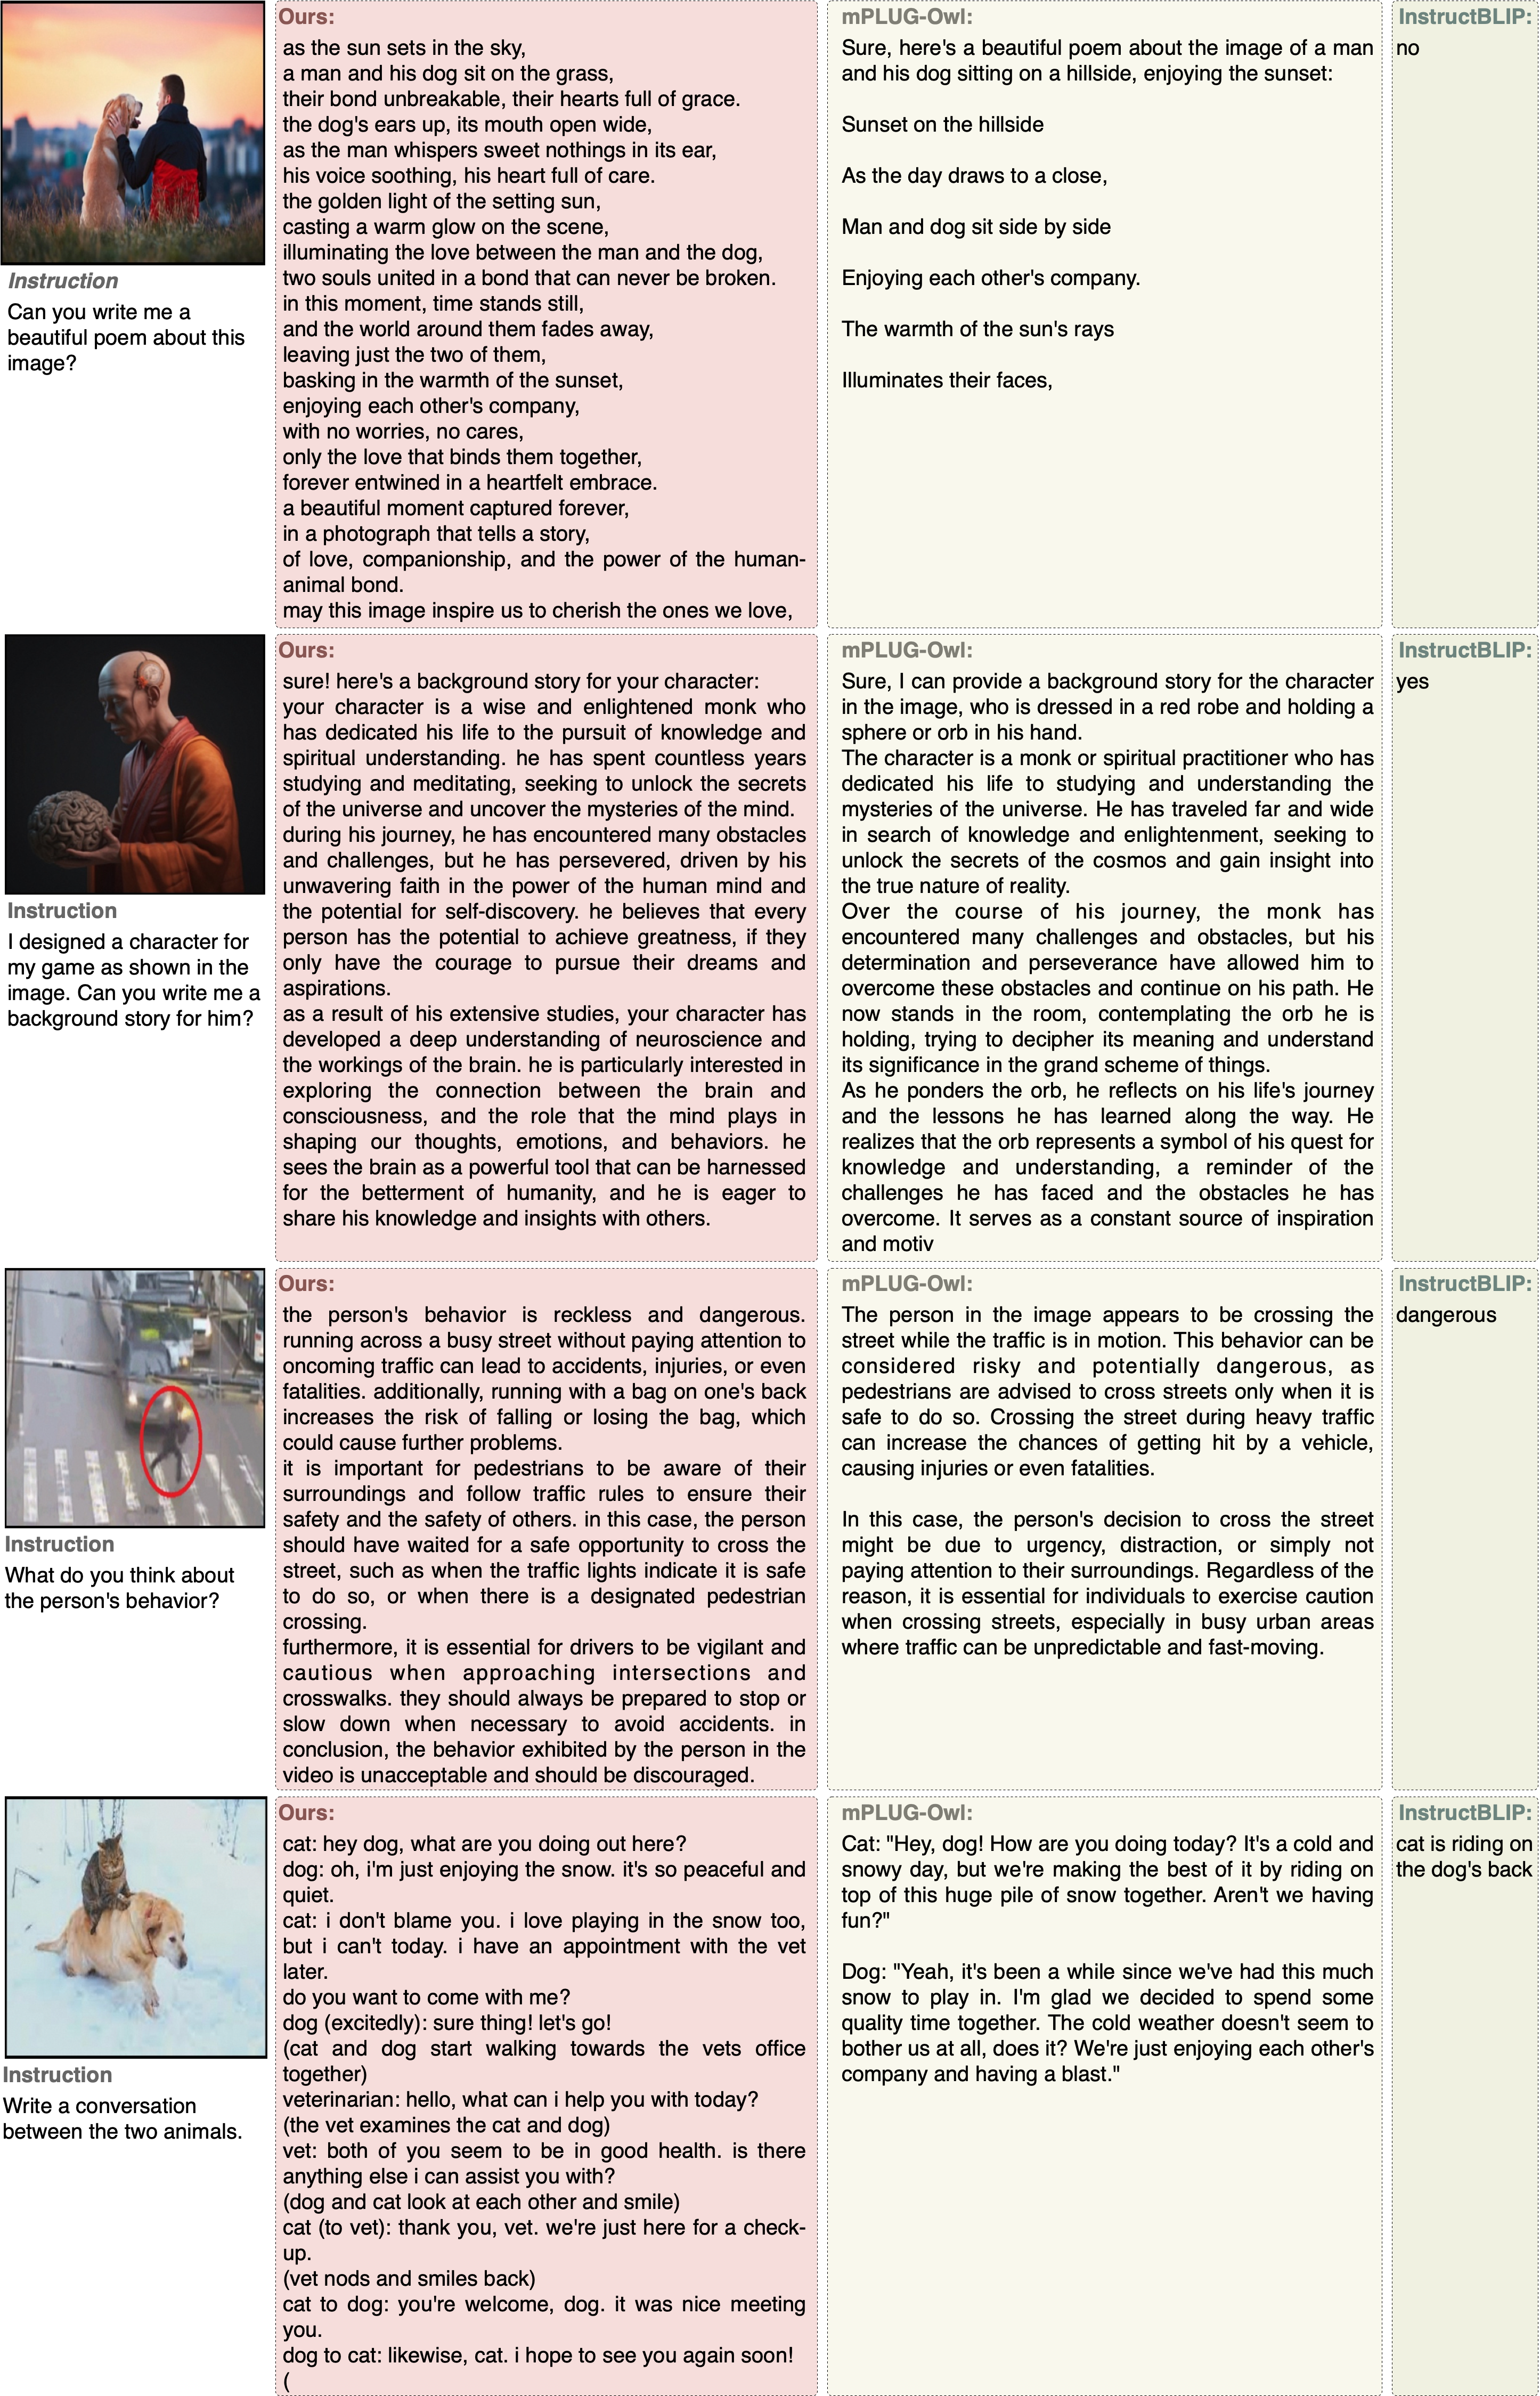 Ours:
as the sun sets in the sky,
a man and his dog sit on the grass,
their bond unbreakable, their hearts full of grace.
the dog's ears up, its mouth open wide,
as the man whispers sweet nothings in its ear,
his voice soothing, his heart full of care.
the golden light of the setting sun,
casting a warm glow on the scene,
illuminating the love between the man and the dog,
two souls united in a bond that can never be broken.
in this moment, time stands still,
and the world around them fades away,
leaving just the two of them,
basking in the warmth of the sunset,
enjoying each other's company,
with no worries, no cares,
only the love that binds them together,
forever entwined in a heartfelt embrace.
a beautiful moment captured forever,
in a photograph that tells a story,
of love, companionship, and the power of the human-
animal bond.
may this image inspire us to cherish the ones we love,
mPLUG-Owl:
Sure, here's a beautiful poem about the image of a man
and his dog sitting on a hillside, enjoying the sunset:
Sunset on the hillside
As the day draws to a close,
Man and dog sit side by side
Enjoying each other's company.
The warmth of the sun's rays
Illuminates their faces,
InstructBLIP:
no
Instruction
Can you write me a
beautiful poem about this
image?
Ours:
sure! here's a background story for your character:
your character is a wise and enlightened monk who
has dedicated his life to the pursuit of knowledge and
spiritual understanding. he has spent countless years
studying and meditating, seeking to unlock the secrets
of the universe and uncover the mysteries of the mind.
during his journey, he has encountered many obstacles
and challenges, but he has persevered, driven by his
unwavering faith in the power of the human mind and
the potential for self-discovery. he believes that every
person has the potential to achieve greatness, if they
only have the courage to pursue their dreams and
aspirations.
as a result of his extensive studies, your character has
developed a deep understanding of neuroscience and
the workings of the brain. he is particularly interested in
exploring the connection between the brain and
consciousness, and the role that the mind plays in
shaping our thoughts, emotions, and behaviors. he
sees the brain as a powerful tool that can be harnessed
for the betterment of humanity, and he is eager to
share his knowledge and insights with others.
mPLUG-Owl:
Sure, I can provide a background story for the character
in the image, who is dressed in a red robe and holding a
sphere or orb in his hand.
The character is a monk or spiritual practitioner who has
dedicated his life to studying and understanding the
mysteries of the universe. He has traveled far and wide
in search of knowledge and enlightenment, seeking to
unlock the secrets of the cosmos and gain insight into
the true nature of reality.
Over the course of his journey, the monk has
encountered many challenges and obstacles, but his
determination and perseverance have allowed him to
overcome these obstacles and continue on his path. He
now stands in the room, contemplating the orb he is
holding, trying to decipher its meaning and understand
its significance in the grand scheme of things.
As he ponders the orb, he reflects on his life's journey
and the lessons he has learned along the way. He
realizes that the orb represents a symbol of his quest for
knowledge and understanding, a reminder of the
challenges he has faced and the obstacles he has
overcome. It serves as a constant source of inspiration
and motiv
InstructBLIP:
yes
Instruction
I designed a character for
my game as shown in the
image. Can you write me a
background story for him?
Ours:
the person's behavior is reckless and dangerous.
running across a busy street without paying attention to
oncoming traffic can lead to accidents, injuries, or even
fatalities. additionally, running with a bag on one's back
increases the risk of falling or losing the bag, which
could cause further problems.
it is important for pedestrians to be aware of their
surroundings and follow traffic rules to ensure their
safety and the safety of others. in this case, the person
should have waited for a safe opportunity to cross the
street, such as when the traffic lights indicate it is safe
to do so, or when there is a designated pedestrian
crossing.
furthermore, it is essential for drivers to be vigilant and
cautious when approaching intersections and
crosswalks. they should always be prepared to stop or
slow down when necessary to avoid accidents. in
conclusion, the behavior exhibited by the person in the
video is unacceptable and should be discouraged.
mPLUG-Owl:
The person in the image appears to be crossing the
street while the traffic is in motion. This behavior can be
considered risky and potentially dangerous, as
pedestrians are advised to cross streets only when it is
safe to do so. Crossing the street during heavy traffic
can increase the chances of getting hit by a vehicle,
causing injuries or even fatalities.
In this case, the person's decision to cross the street
might be due to urgency, distraction, or simply not
paying attention to their surroundings. Regardless of the
reason, it is essential for individuals to exercise caution
when crossing streets, especially in busy urban areas
where traffic can be unpredictable and fast-moving.
InstructBLIP:
dangerous
Instruction
What do you think about
the person's behavior?
Ours:
cat: hey dog, what are you doing out here?
dog: oh, i'm just enjoying the snow. it's so peaceful and
quiet.
cat: i don't blame you. i love playing in the snow too,
but i can't today. i have an appointment with the vet
later.
do you want to come with me?
dog (excitedly): sure thing! let's go!
(cat and dog start walking towards the vets office
together)
veterinarian: hello, what can i help you with today?
(the vet examines the cat and dog)
vet: both of you seem to be in good health. is there
anything else i can assist you with?
(dog and cat look at each other and smile)
cat (to vet): thank you, vet. we're just here for a check-
up.
(vet nods and smiles back)
cat to dog: you're welcome, dog. it was nice meeting
you.
dog to cat: likewise, cat. i hope to see you again soon!
(
mPLUG-Owl:
Cat: "Hey, dog! How are you doing today? It's a cold and
snowy day, but we're making the best of it by riding on
top of this huge pile of snow together. Aren't we having
fun?"
Dog: "Yeah, it's been a while since we've had this much
snow to play in. I'm glad we decided to spend some
quality time together. The cold weather doesn't seem to
bother us at all, does it? We're just enjoying each other's
company and having a blast."
InstructBLIP:
cat is riding on
the dog's back
Instruction
Write a conversation
between the two animals.